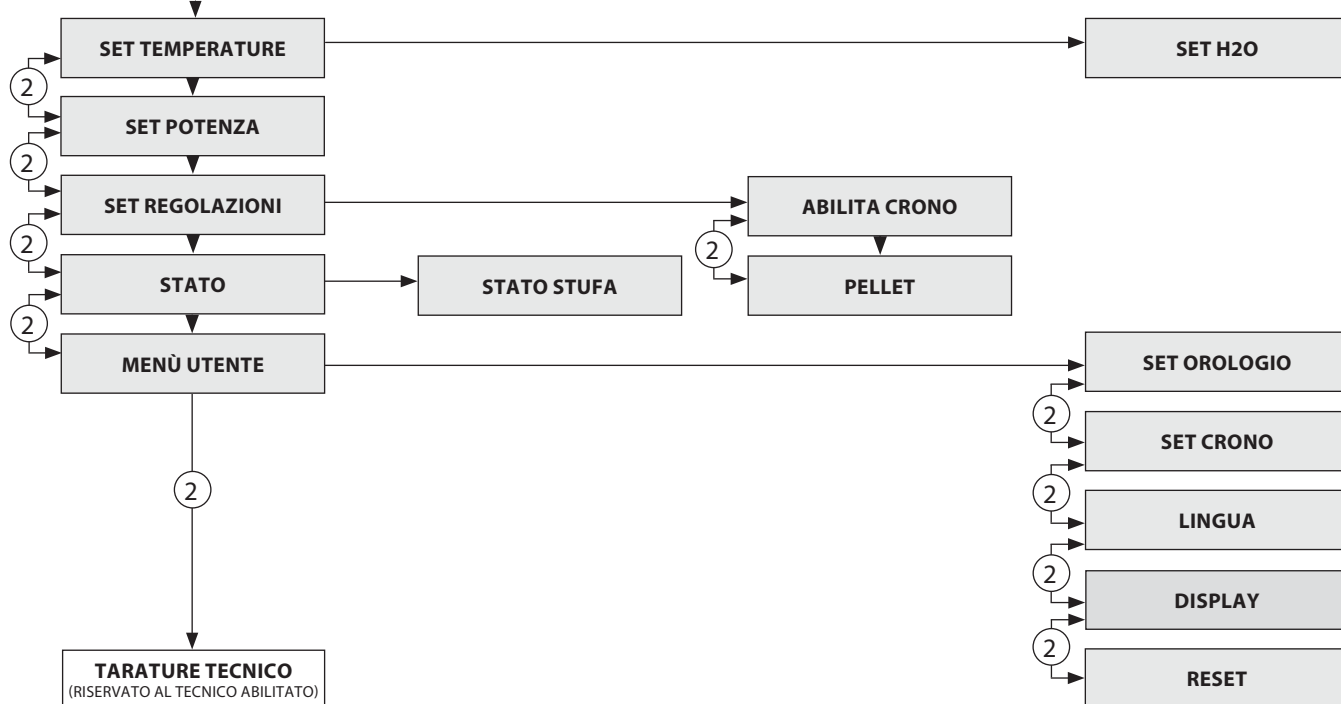 SET TEMPERATURE
SET H2O
2
SET POTENZA
2
SET REGOLAZIONI
ABILITA CRONO
2
2
STATO
STATO STUFA
PELLET
2
MENÙ UTENTE
SET OROLOGIO
2
SET CRONO
2
2
LINGUA
2
DISPLAY
2
TARATURE TECNICO
(RISERVATO AL TECNICO ABILITATO)
RESET